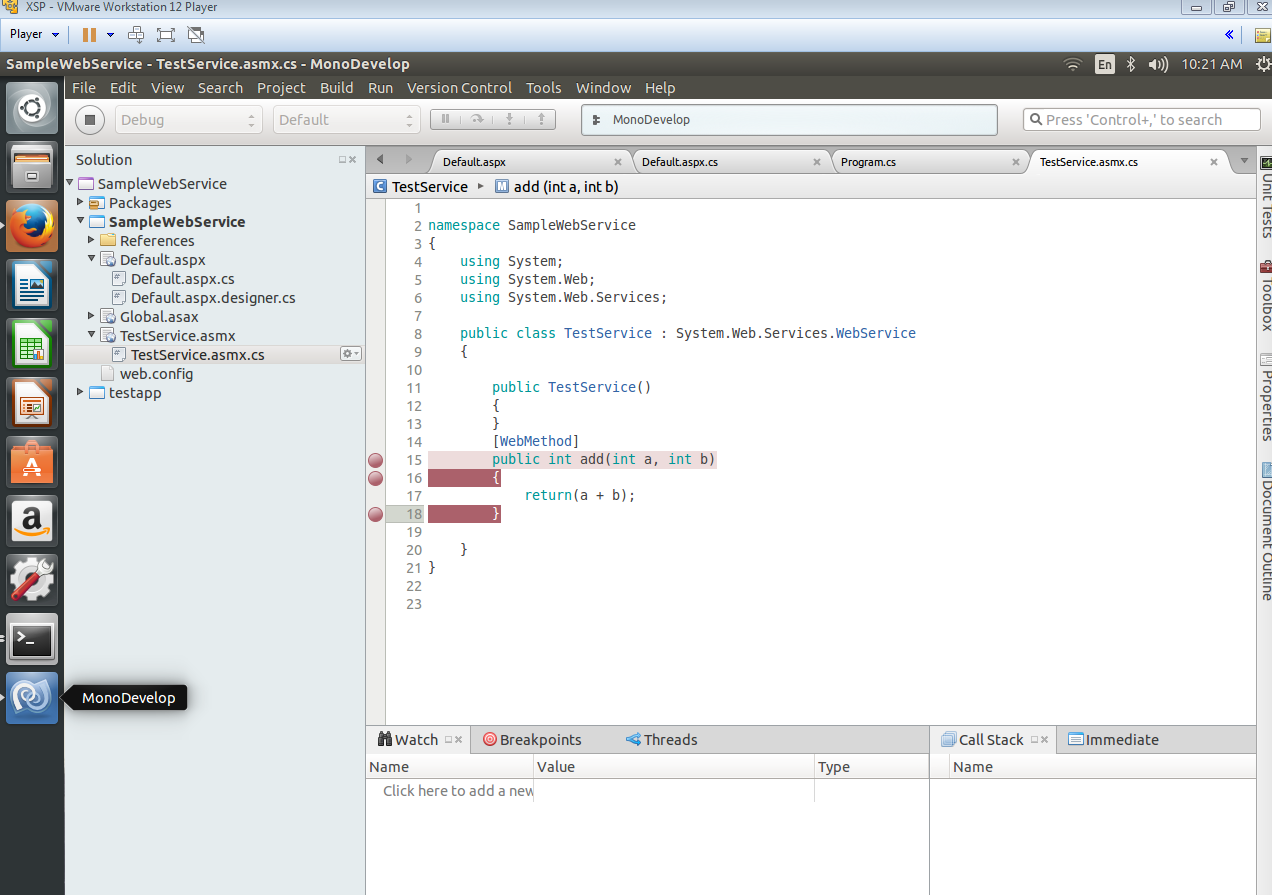 XSP - VMware Workstation 12 Player
Player
SampleWebService - TestService.asmx.cs - MonoDevelop
En
10:21 AM
File Edit View Search Project Build Run Version Control Tools Window Help
Debug
Default
MonoDevelop
Press 'Control+,' to search
Solution
SampleWebService
Packages
SampleWebService
References
Default.aspx
Default.aspx.cs
Default.aspx.designer.cs
Global.asax
TestService.asmx
TestService.asmx.cs
web.config
testapp
MonoDevelop
Default.aspx
Default.aspx.cs
Program.cs
TestService.asmx.cs
C TestService M add (int a, int b)
1
2 namespace SampleWebService
3 {
4 using System;
5 using System.Web;
6 using System.Web.Services;
7
8 public class TestService : System.Web.Services.WebService
9 {
10
11 public TestService()
12 {
13 }
14 [WebMethod]
15 public int add(int a, int b)
16 {
17 return(a + b);
18 }
19
20 }
21 }
22
23
Unit Tests
Toolbox
Properties
Document Outline
Watch
Breakpoints
Threads
Name Value Type
Click here to add a new
Call Stack
Immediate
Name